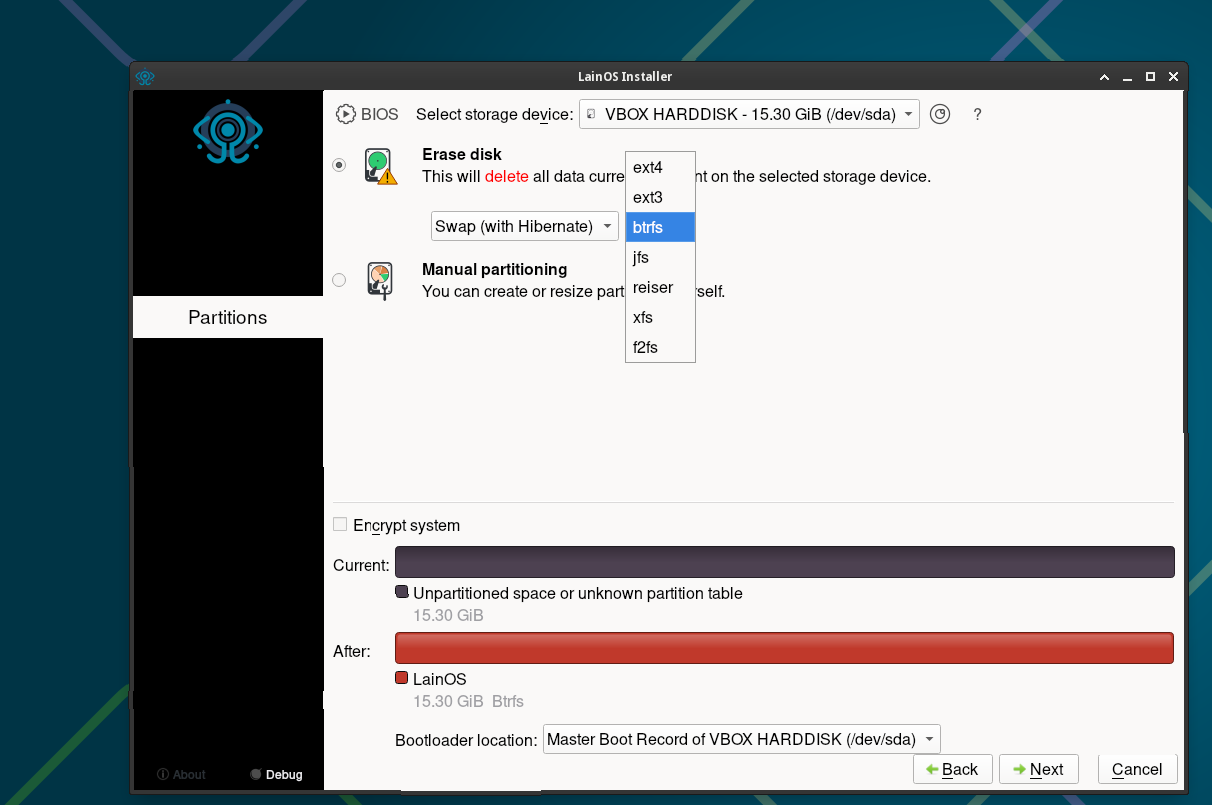 LainOS Installer
BIOS Select storage device: VBOX HARDDISK - 15.30 GiB (/dev/sda) ?
Erase disk
This will delete all data curre nt on the selected storage device.
ext4
ext3
Swap (with Hibernate) btrfs
jfs
Manual partitioning
You can create or resize part rself.
reiser
xfs
f2fs
Partitions
Encrypt system
Current:
Unpartitioned space or unknown partition table
15.30 GiB
After:
LainOS
15.30 GiB Btrfs
Bootloader location: Master Boot Record of VBOX HARDDISK (/dev/sda)
About Debug
Back Next Cancel